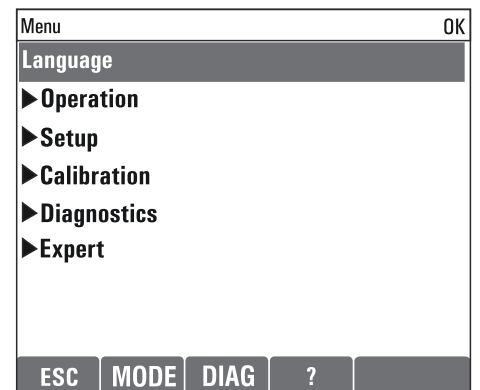 Menu OK
Language
▶Operation
▶Setup
▶Calibration
▶Diagnostics
▶Expert
ESC MODE DIAG ?